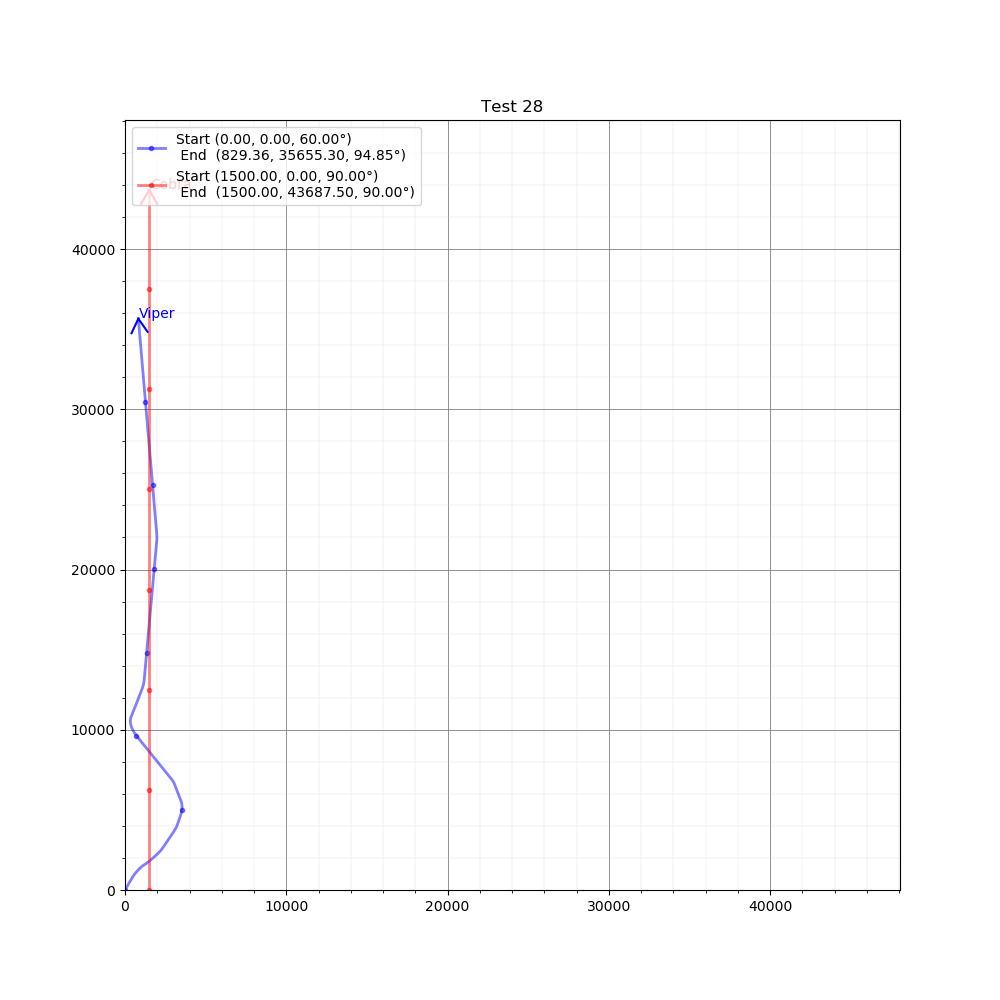 Test 28
Start (0.00, 0.00, 60.00°)
End (829.36, 35655.30, 94.85°)
Start (1500.00, 0.00, 90.00°)
End (1500.00, 43687.50, 90.00°)
Cobra
Viper
40000
30000
20000
10000
0
0 10000 20000 30000 40000